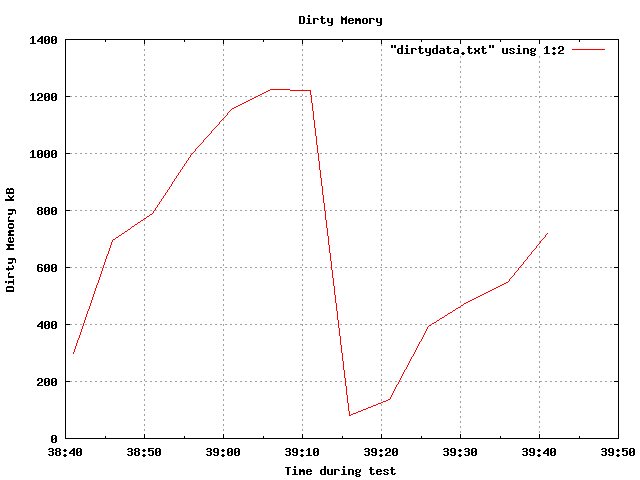 Dirty Memory
1400
"dirtydata.txt" using 1:2
1200
1000
800
Dirty Memory kB
600
400
200
0
38:40 38:50 39:00 39:10 39:20 39:30 39:40 39:50
Time during test